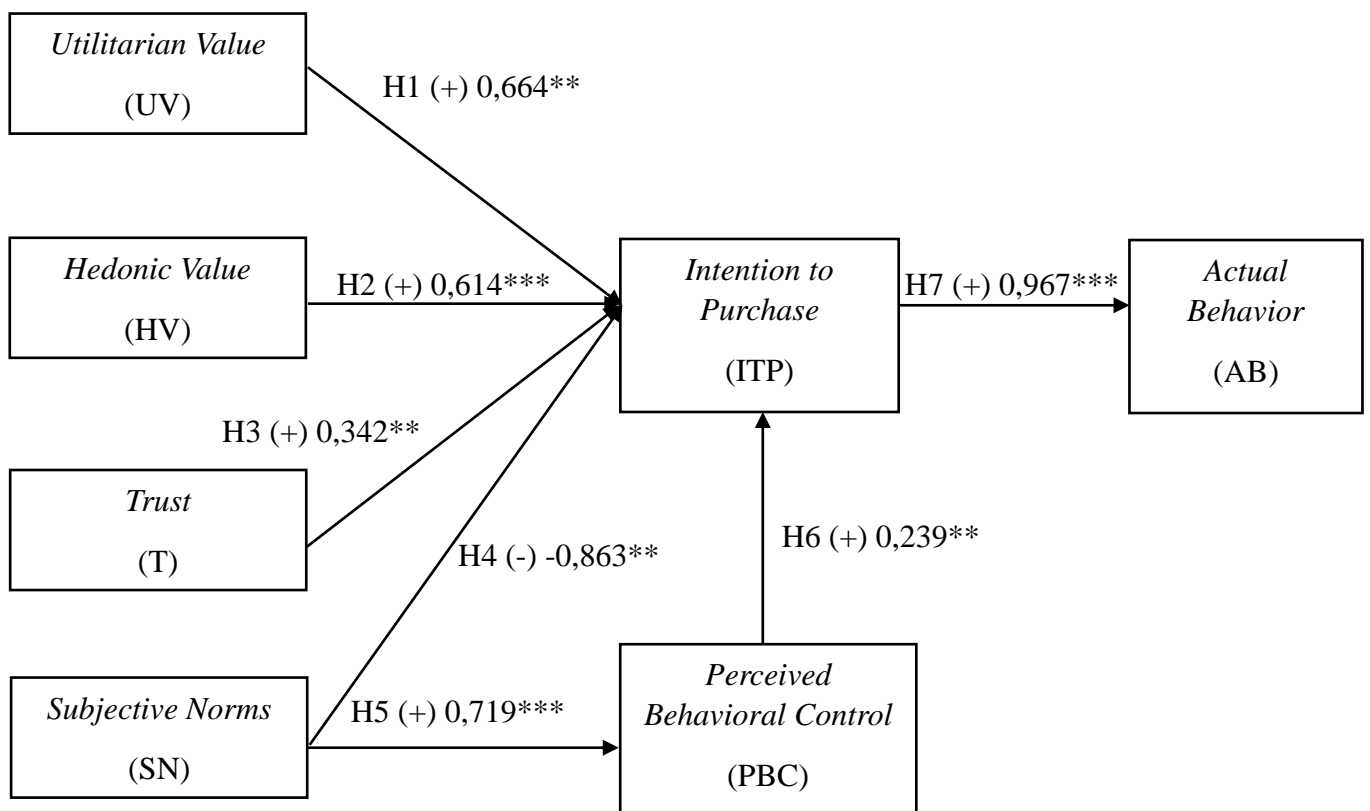 Utilitarian Value
(UV)
H1 (+) 0,664**
Hedonic Value
(HV)
H2 (+) 0,614***
Intention to
Purchase
(ITP)
H7 (+) 0,967***
Actual
Behavior
(AB)
H3 (+) 0,342**
Trust
(T)
H4 (-) -0,863**
H6 (+) 0,239**
Subjective Norms
(SN)
H5 (+) 0,719***
Perceived
Behavioral Control
(PBC)